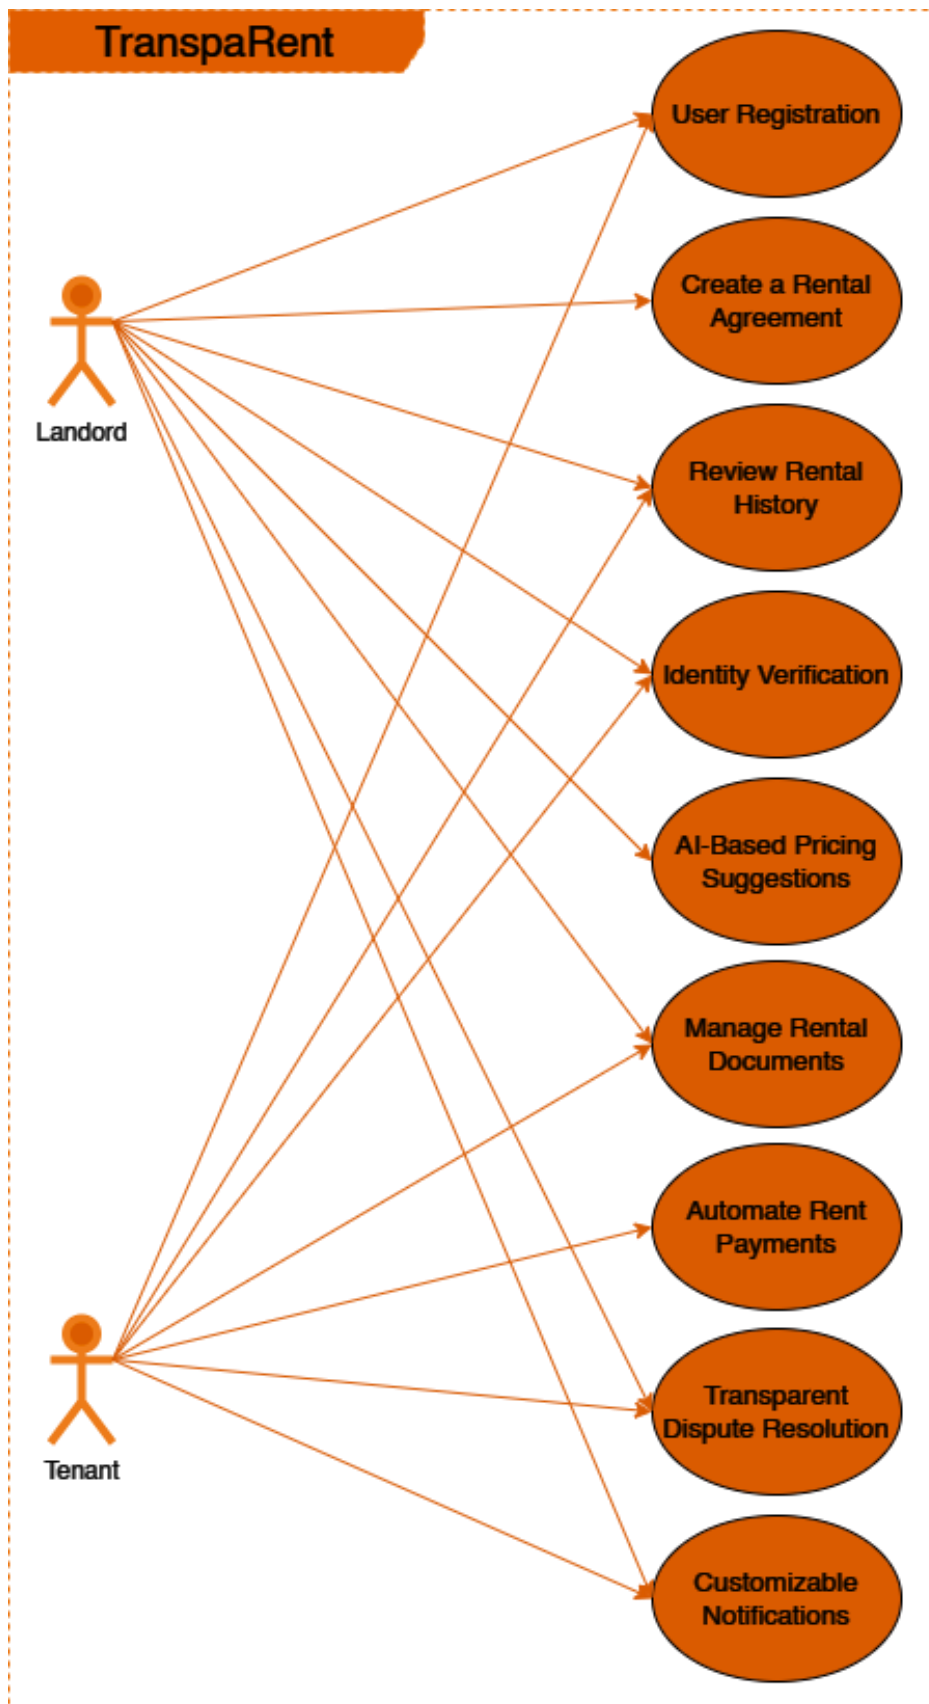 TranspaRent
User Registration
Create a Rental
Agreement
Landord
Review Rental
History
Identity Verification
AI-Based Pricing
Suggestions
Manage Rental
Documents
Automate Rent
Payments
Transparent
Dispute Resolution
Tenant
Customizable
Notifications